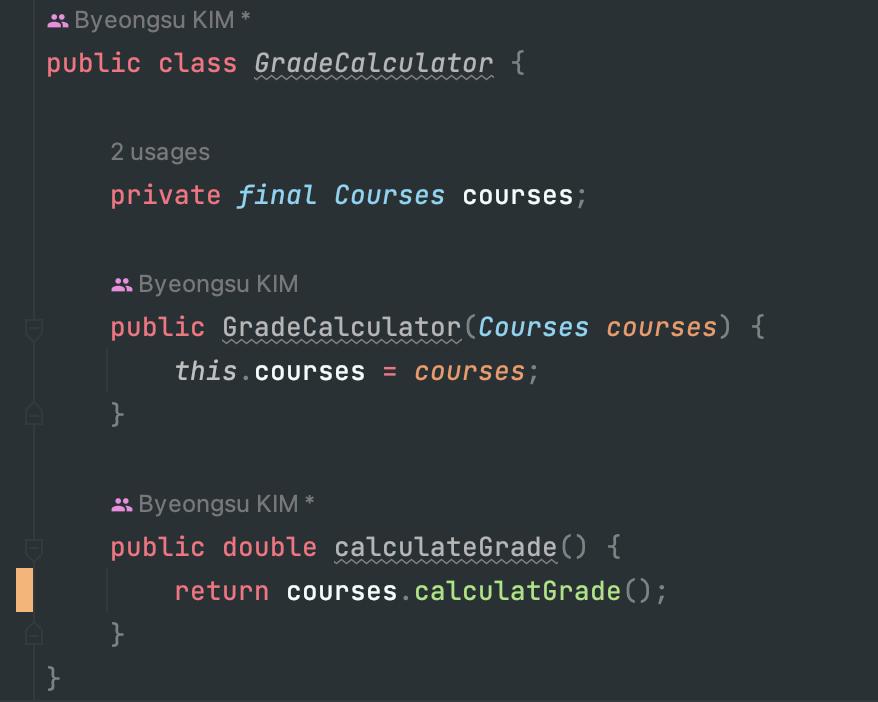 Byeongsu KIM *
public class GradeCalculator {
2 usages
private final Courses courses;
Byeongsu KIM
public GradeCalculator(Courses courses) {
this.courses = courses;
}
Byeongsu KIM *
public double calculateGrade() {
return courses.calculatGrade();
}
}